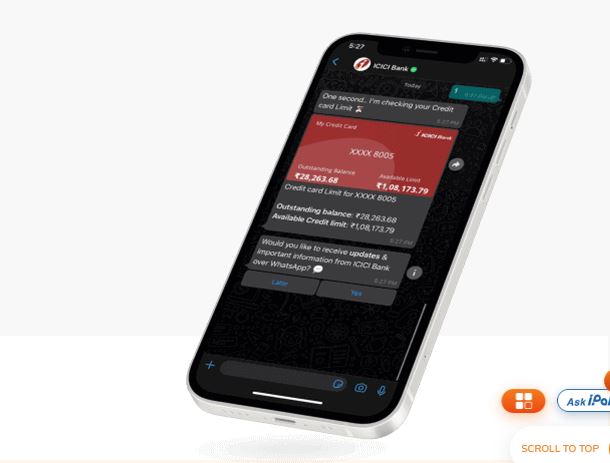 5:27
ICICI Bank
Today
1
One second.. I'm checking your Credit
card Limit ⏳
5:27 PM
My Credit Card
ICICI Bank
XXXX 8005
Outstanding Balance
₹28,263.68
Available Limit
₹1,08,173.79
Credit card Limit for XXXX 8005
Outstanding balance: ₹28,263.68
Available Credit limit: ₹1,08,173.79
5:27 PM
Would you like to receive updates &
important information from ICICI Bank
over WhatsApp? 💬
5:27 PM
Later
Yes
Ask iPal
SCROLL TO TOP